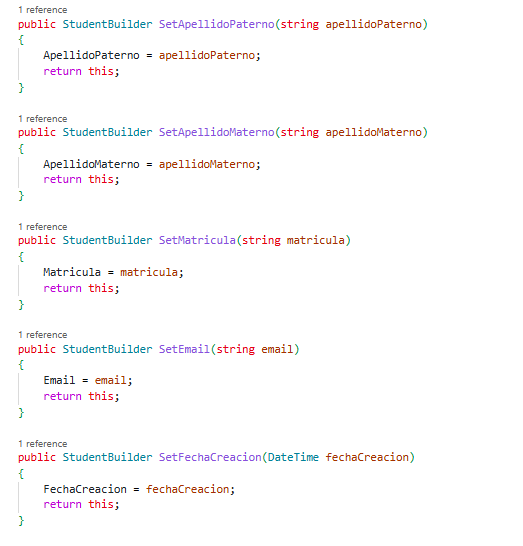 1 reference
public StudentBuilder SetApellidoPaterno(string apellidoPaterno)
{
ApellidoPaterno = apellidoPaterno;
return this;
}
1 reference
public StudentBuilder SetApellidoMaterno(string apellidoMaterno)
{
ApellidoMaterno = apellidoMaterno;
return this;
}
1 reference
public StudentBuilder SetMatricula(string matricula)
{
Matricula = matricula;
return this;
}
1 reference
public StudentBuilder SetEmail(string email)
{
Email = email;
return this;
}
1 reference
public StudentBuilder SetFechaCreacion(DateTime fechaCreacion)
{
FechaCreacion = fechaCreacion;
return this;
}